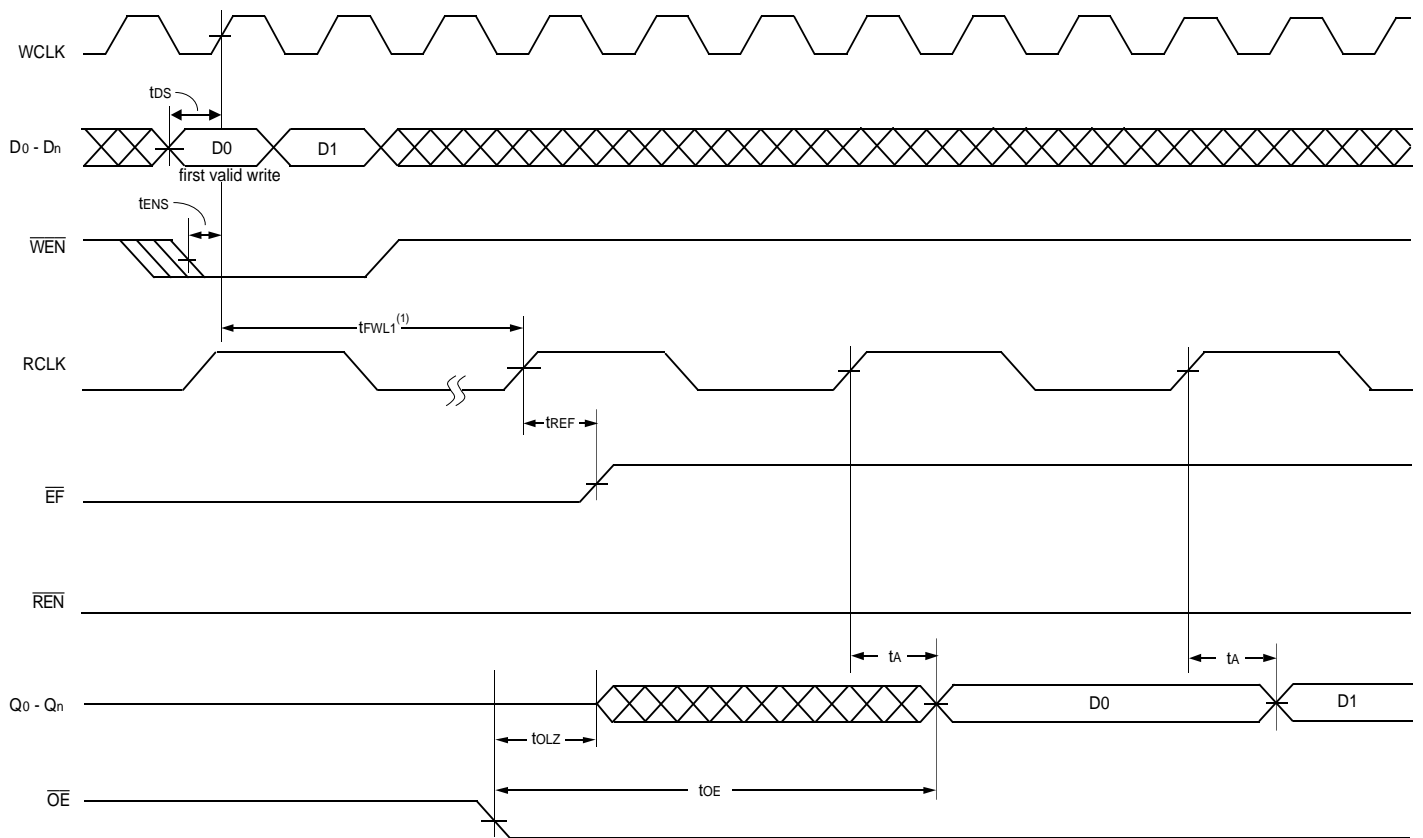 WCLK
tDS
D0 - Dn
D0
D1
first valid write
tENS
WEN
tFWL1(1)
RCLK
tREF
EF
REN
tA
tA
Q0 - Qn
D0
D1
tOLZ
tOE
OE